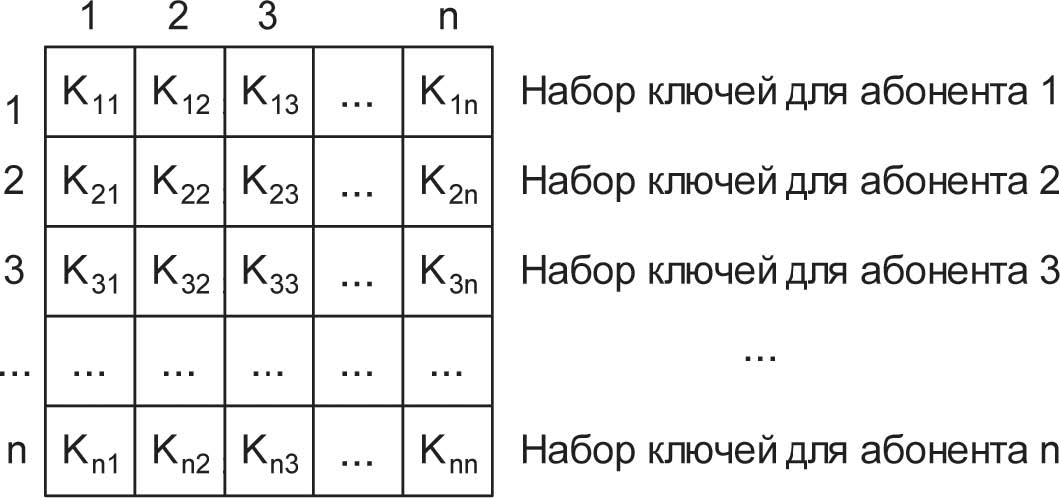 1 2 3 n
1 K11 K12 K13 ... K1n Набор ключей для абонента 1
2 K21 K22 K23 ... K2n Набор ключей для абонента 2
3 K31 K32 K33 ... K3n Набор ключей для абонента 3
... ... ... ... ... ... ...
n Kn1 Kn2 Kn3 ... Knn Набор ключей для абонента n